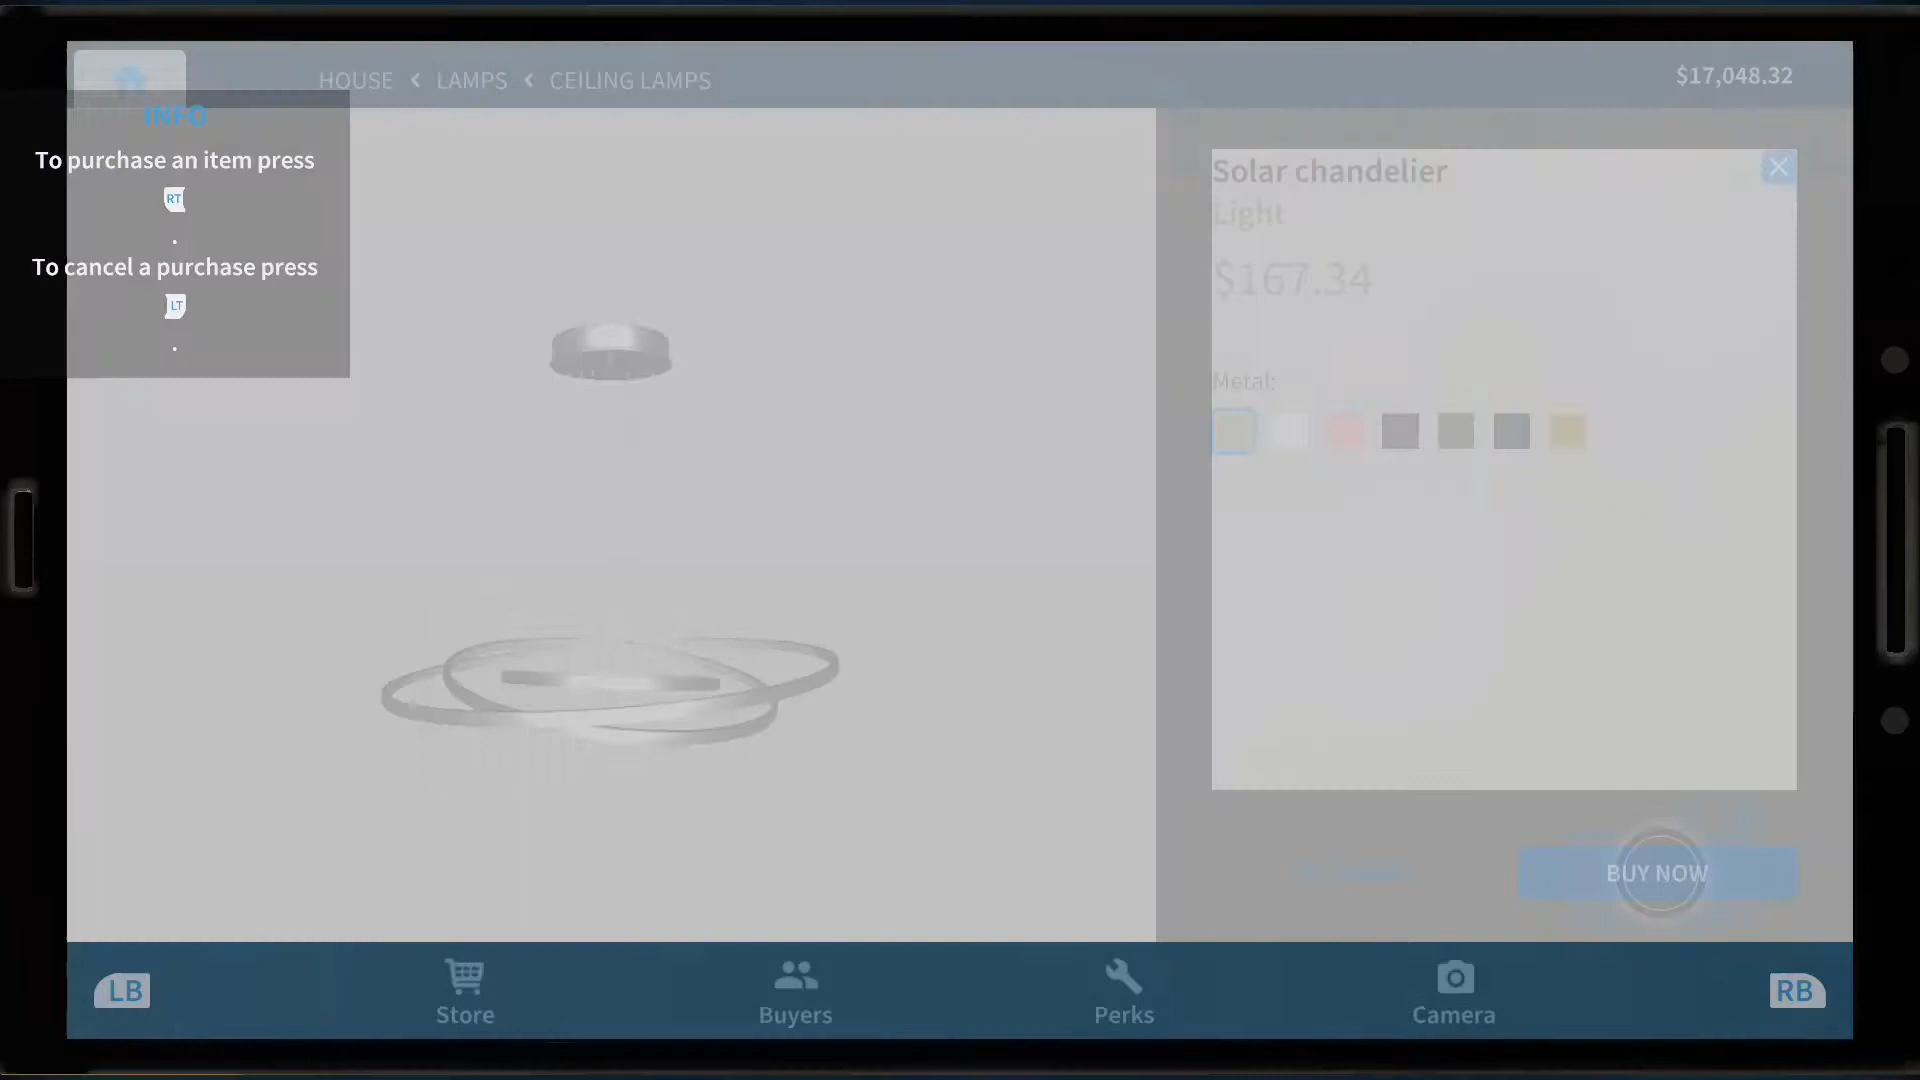 HOUSE < LAMPS < CEILING LAMPS
$17,048.32
INFO
To purchase an item press
RT
.
To cancel a purchase press
LT
.
Solar chandelier
Light
$167.34
Metal:
BUY NOW
LB
Store
Buyers
Perks
Camera
RB